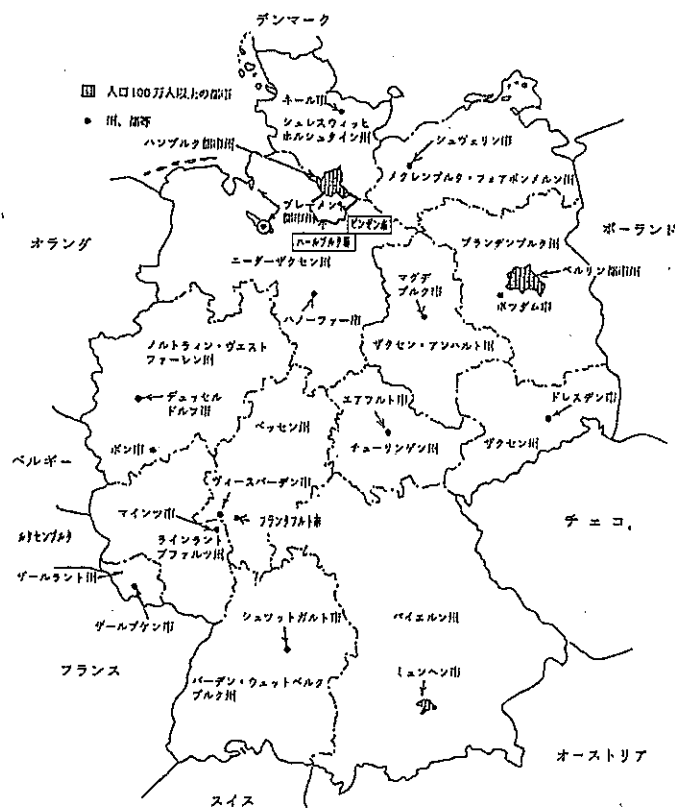 デンマーク
人口100万人以上の都市
州、郡等
キール市
シュレスウィッヒ
ホルシュタイン州
ハンブルク都市州
シュヴェリン市
メクレンブルク・フォアポンメルン州
ブレーメン
都市州
ビンゼン市
ハールブルク郡
オランダ
ニーダーザクセン州
ブランデンブルク州
ポーランド
ベルリン都市州
ポツダム市
マグデ
ブルク市
ハノーファー市
ノルトライン・ヴエスト
ファーレン州
ザクセン・アンハルト州
デュッセル
ドルフ市
エアフルト市
ドレスデン市
ヘッセン州
チューリンゲン州
ザクセン州
ボン市
ベルギー
ヴィースバーデン市
マインツ市
フランクフルト市
チェコ
ルクセンブルク
ラインラント
プファルツ州
ザールラント州
ザールブケン市
シュツットガルト市
バイエルン州
フランス
ミュンヘン市
バーデン・ウェットベルク
ブルク州
オーストリア
スイス